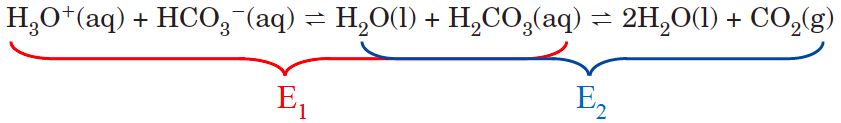 H₃O⁺(aq) + HCO₃⁻(aq) ⇌ H₂O(l) + H₂CO₃(aq) ⇌ 2H₂O(l) + CO₂(g)
E₁ E₂